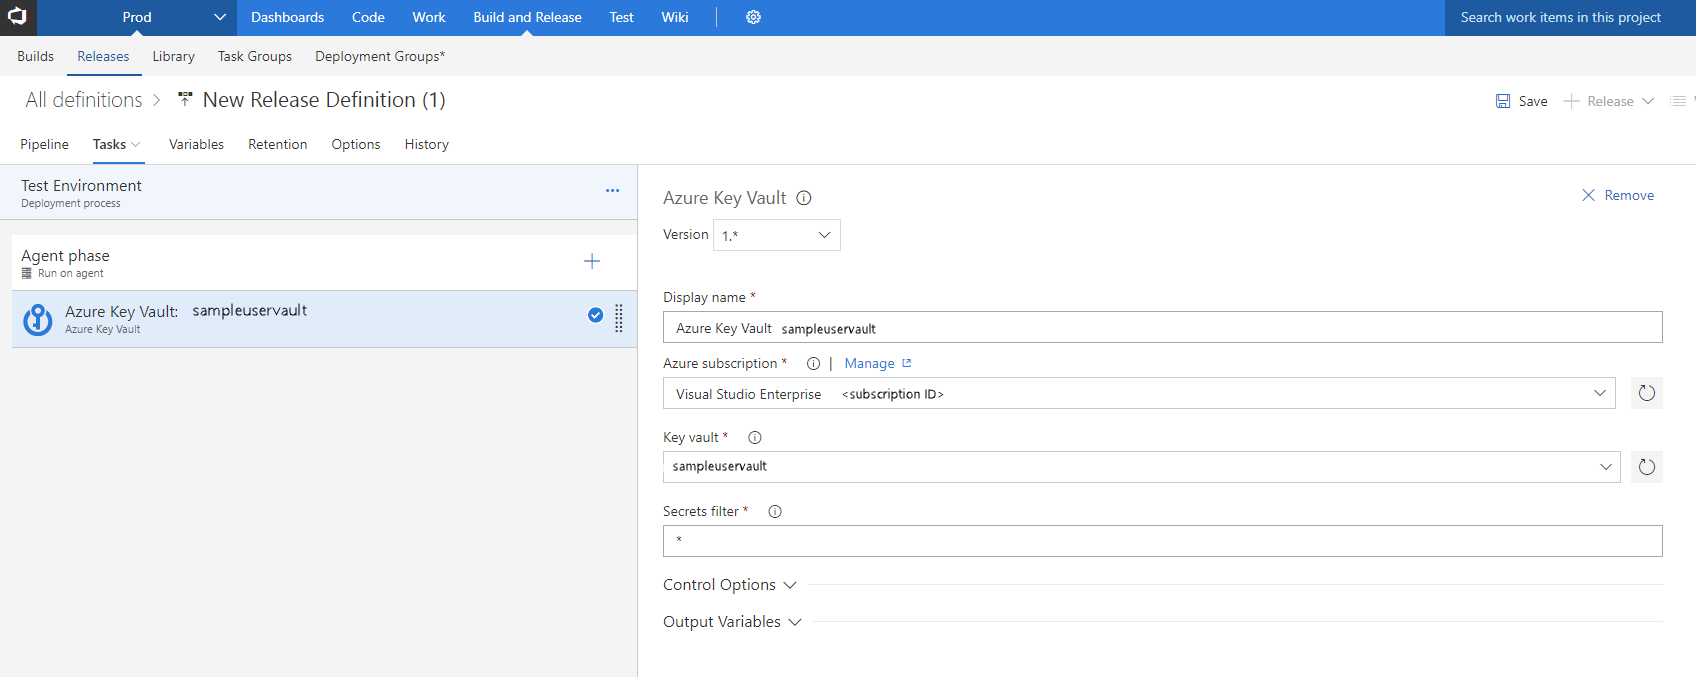 Prod Dashboards Code Work Build and Release Test Wiki Search work items in this project
Builds Releases Library Task Groups Deployment Groups*
All definitions > New Release Definition (1)
Save + Release
Pipeline Tasks Variables Retention Options History
Test Environment
Deployment process
...
Agent phase
Run on agent
Azure Key Vault: sampleuservault
Azure Key Vault
Azure Key Vault
Remove
Version 1.*
Display name *
Azure Key Vault sampleuservault
Azure subscription * | Manage
Visual Studio Enterprise <subscription ID>
Key vault *
sampleuservault
Secrets filter *
*
Control Options
Output Variables